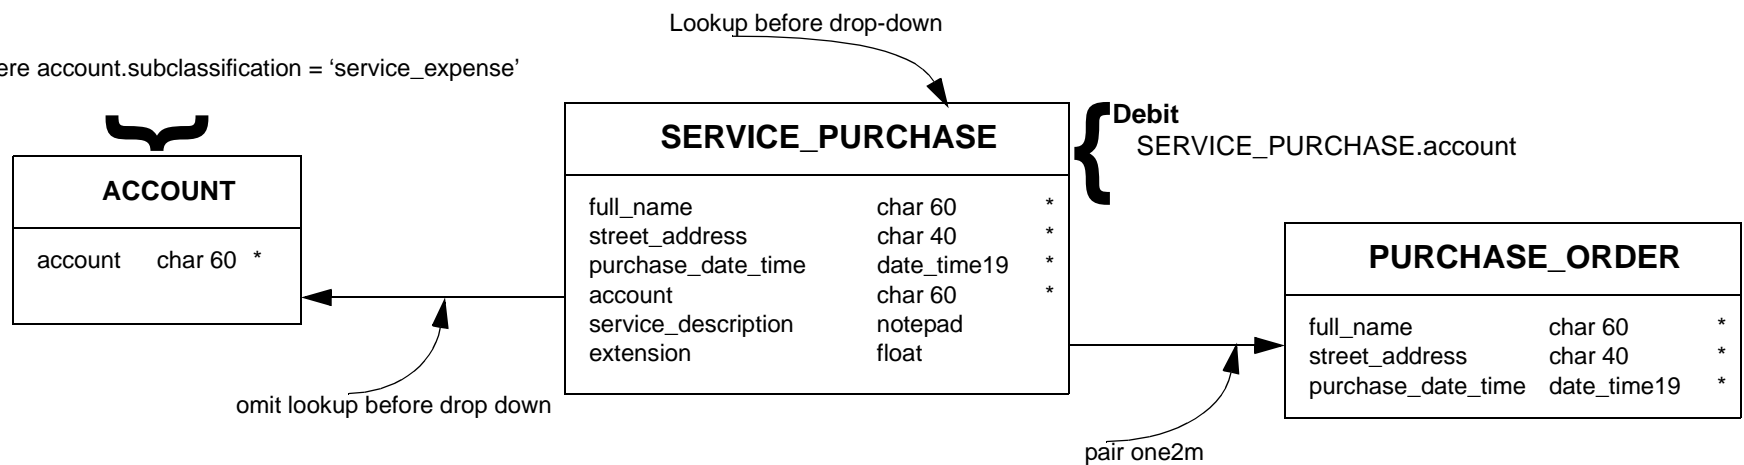 Lookup before drop-down
ere account.subclassification = ‘service_expense’
Debit
SERVICE_PURCHASE.account
SERVICE_PURCHASE
full_name char 60 *
street_address char 40 *
purchase_date_time date_time19 *
account char 60 *
service_description notepad
extension float
ACCOUNT
account char 60 *
PURCHASE_ORDER
full_name char 60 *
street_address char 40 *
purchase_date_time date_time19 *
omit lookup before drop down
pair one2m